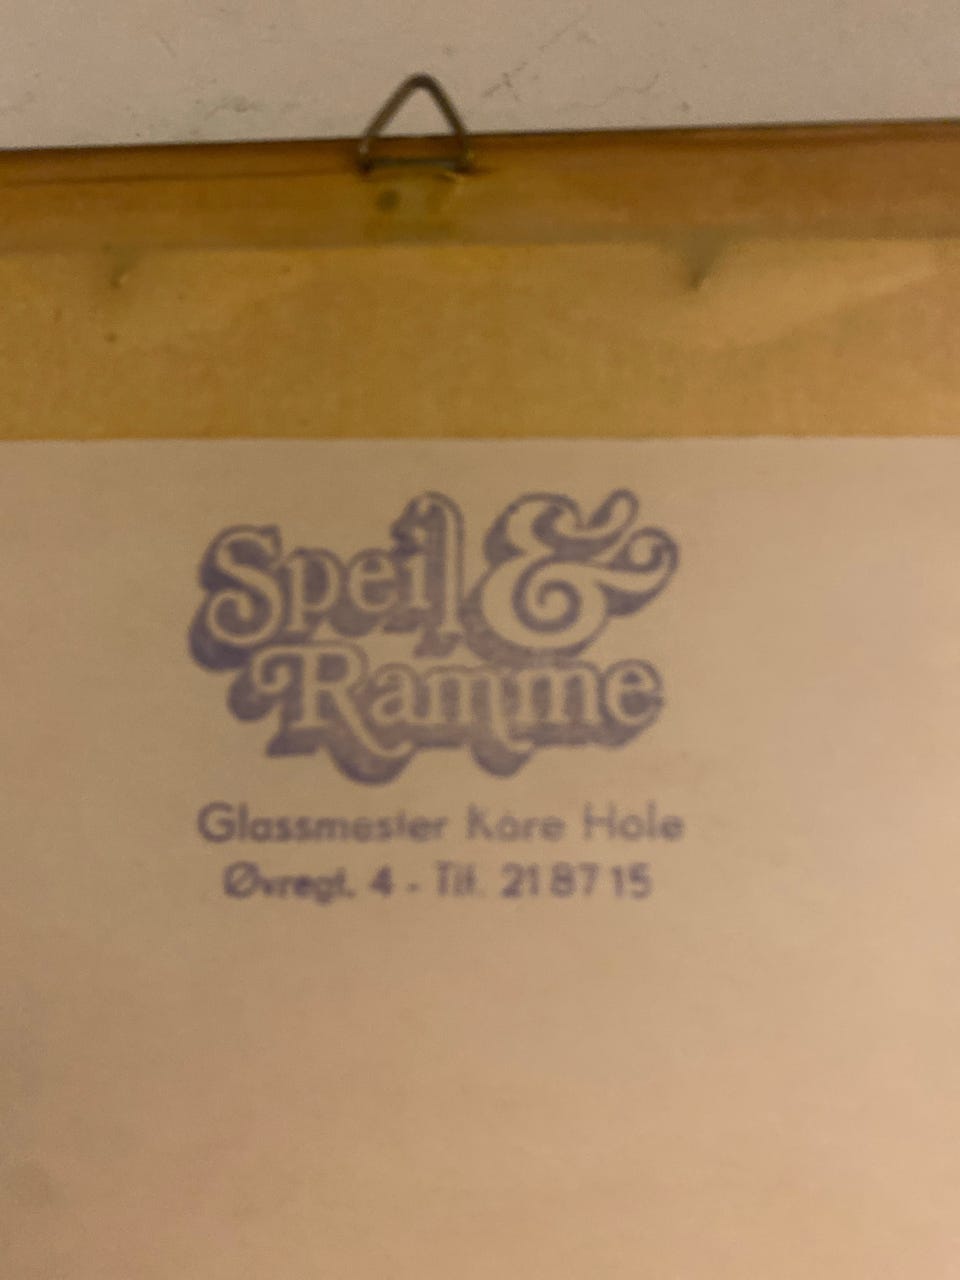 Speil &
Ramme
Glassmester Kåre Hole
Øvregt. 4 - Tlf. 21 87 15